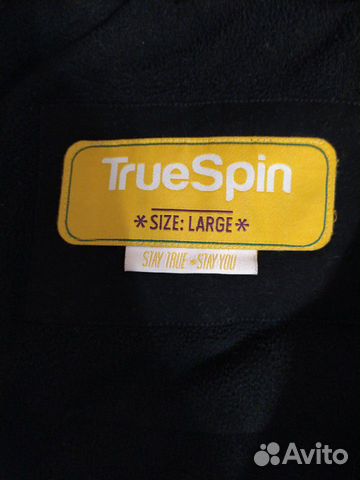 TrueSpin
*SIZE: LARGE*
STAY TRUE *STAY YOU
Avito